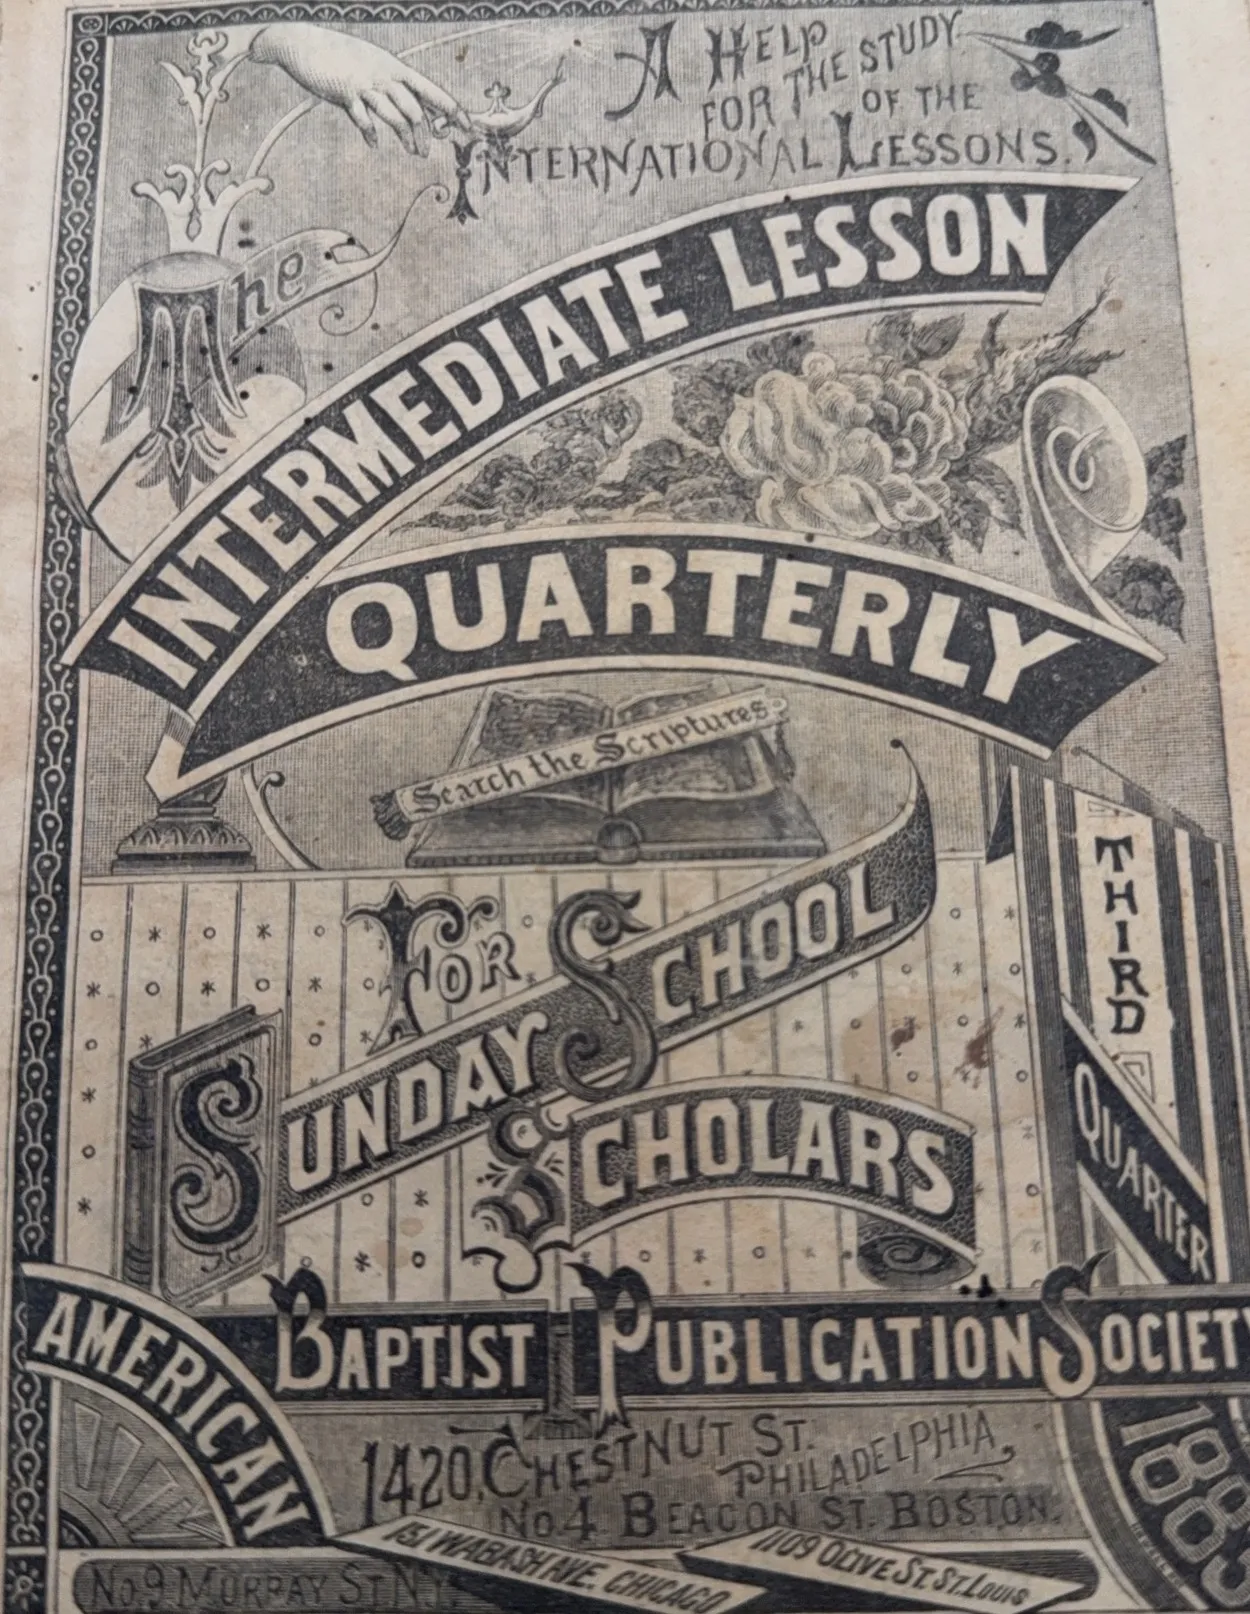 A HELP
FOR THE STUDY
OF THE
INTERNATIONAL LESSONS.
The
INTERMEDIATE LESSON
QUARTERLY
Search the Scriptures
FOR
SUNDAY SCHOOL
SCHOLARS
THIRD
QUARTER
AMERICAN
BAPTIST PUBLICATION SOCIETY
1420, CHESTNUT ST. PHILADELPHIA,
No 4 BEACON ST. BOSTON.
151 WABASH AVE. CHICAGO
1109 OLIVE ST. ST. LOUIS
No. 9 MURRAY ST N.Y.
1885